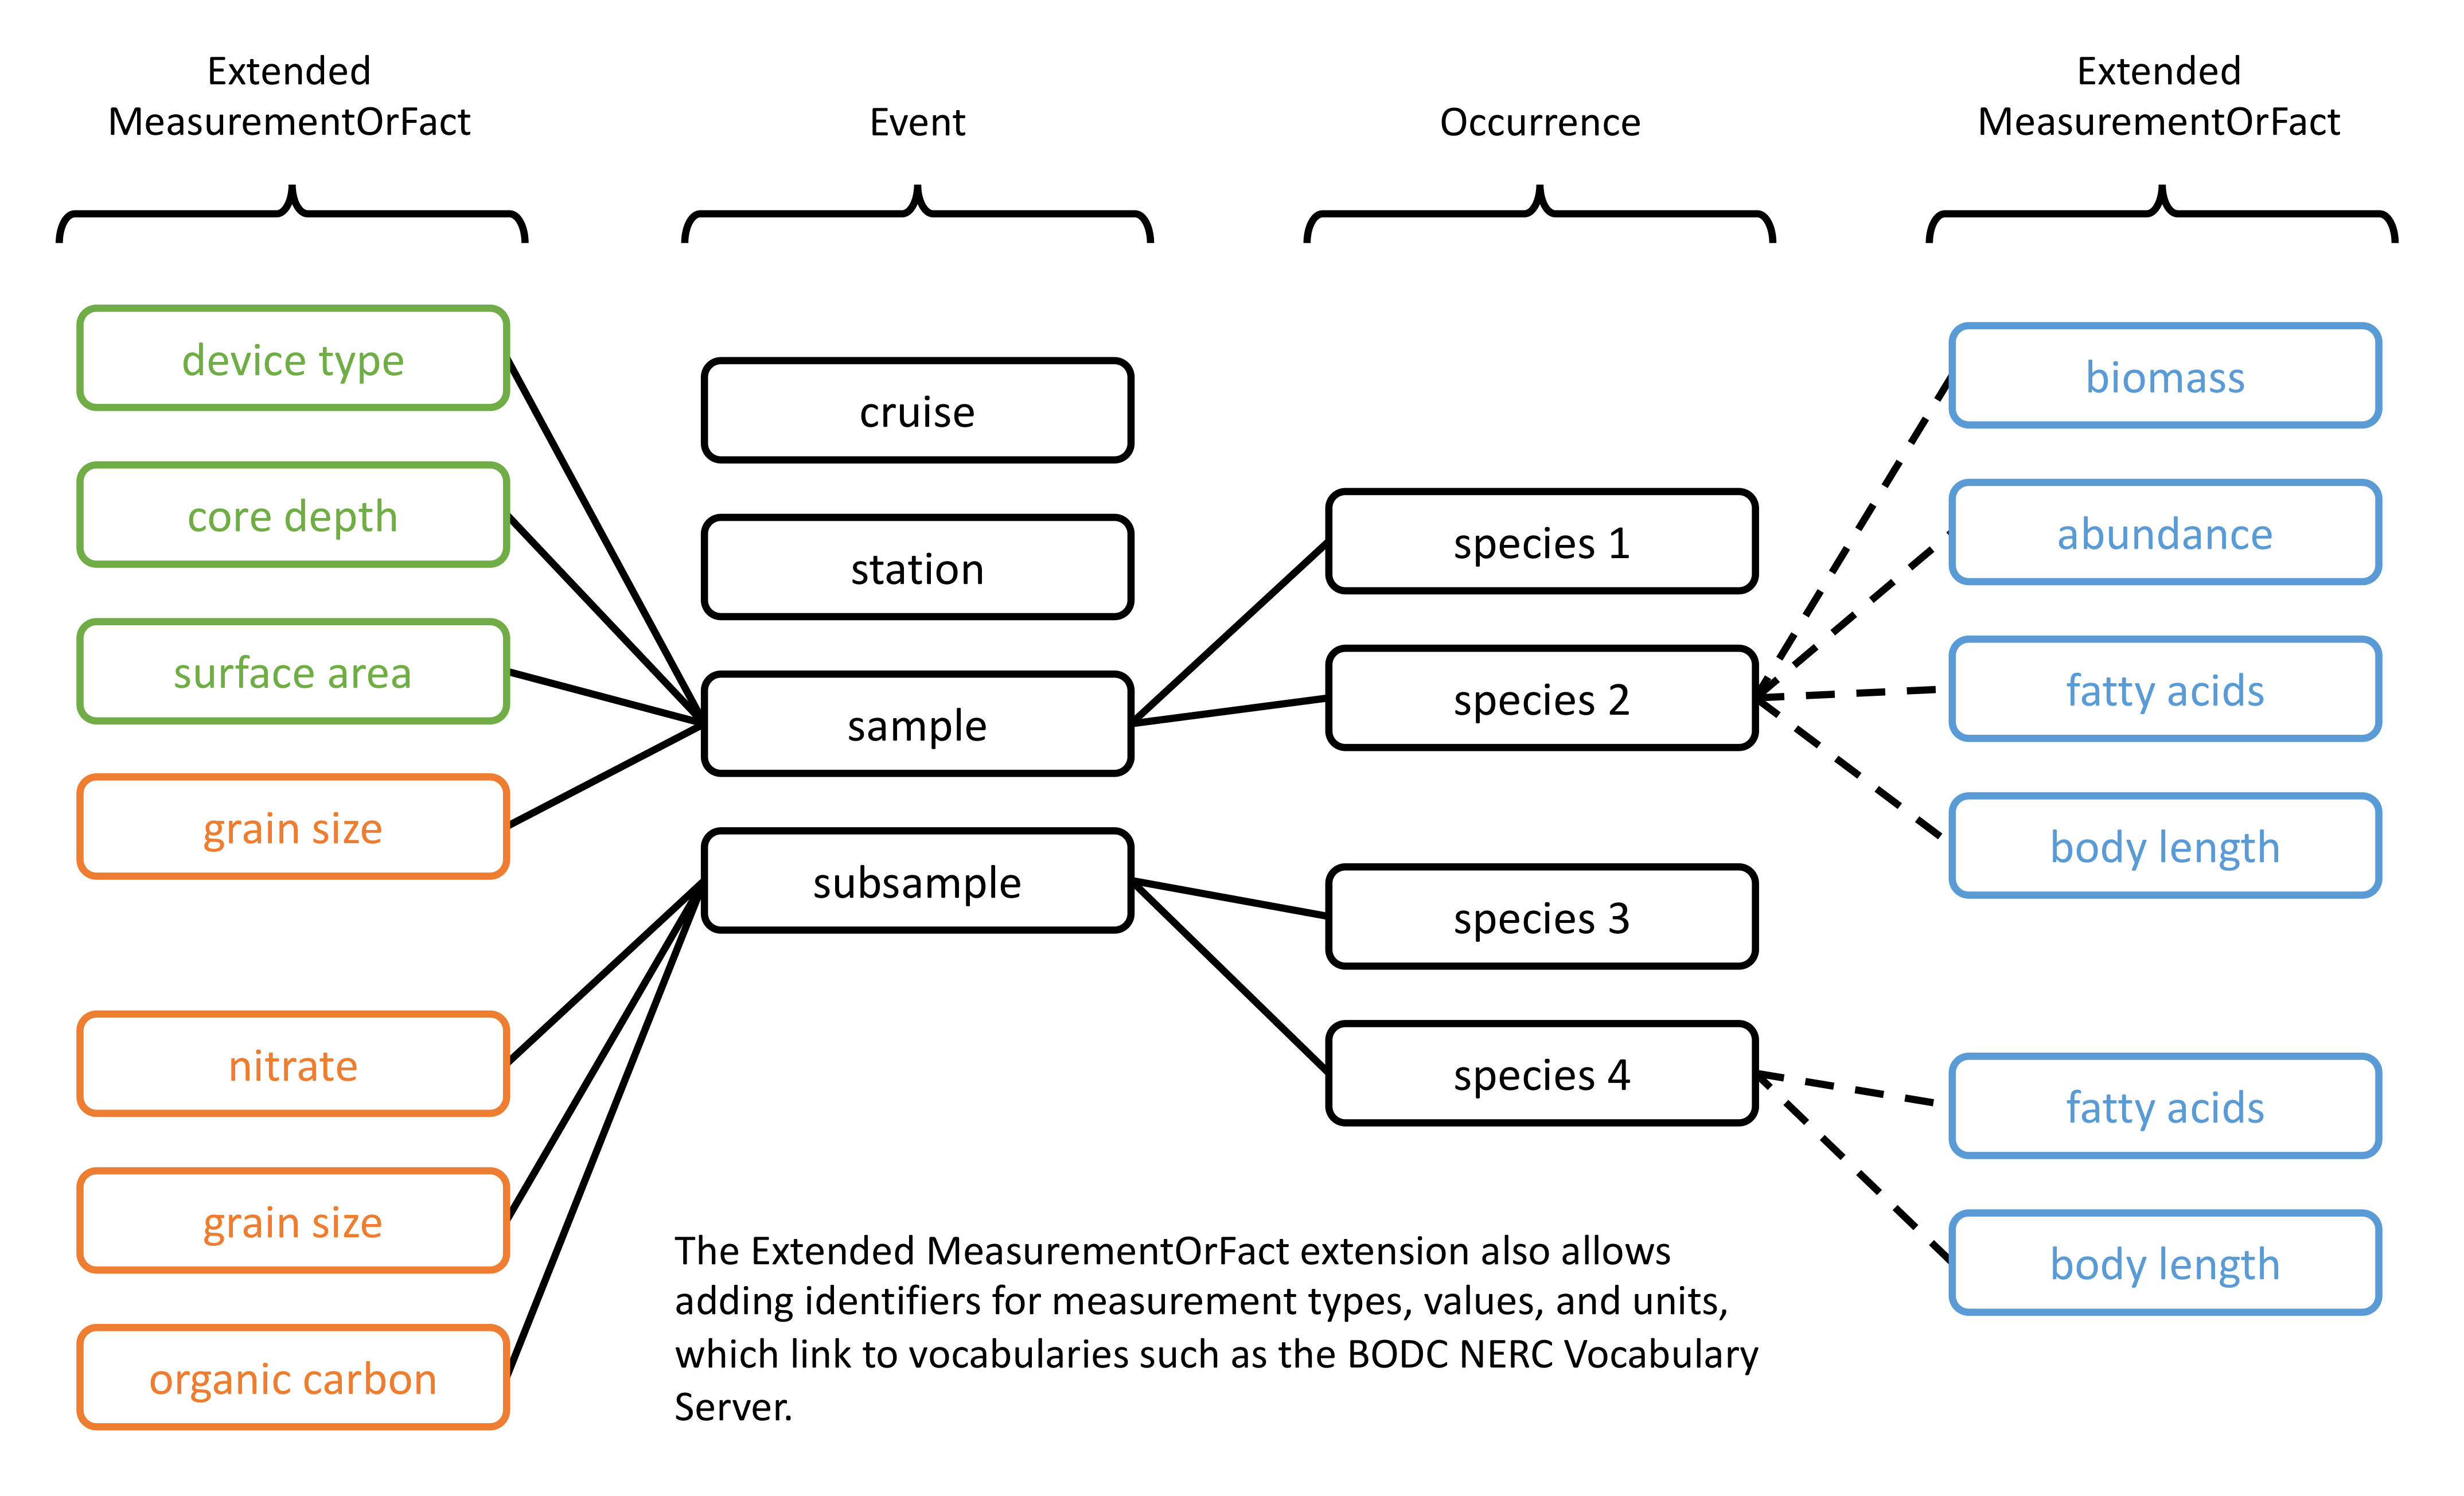 Extended
MeasurementOrFact
Event
Occurrence
Extended
MeasurementOrFact
device type
core depth
surface area
grain size
nitrate
grain size
organic carbon
cruise
station
sample
subsample
species 1
species 2
species 3
species 4
biomass
abundance
fatty acids
body length
fatty acids
body length
The Extended MeasurementOrFact extension also allows
adding identifiers for measurement types, values, and units,
which link to vocabularies such as the BODC NERC Vocabulary
Server.